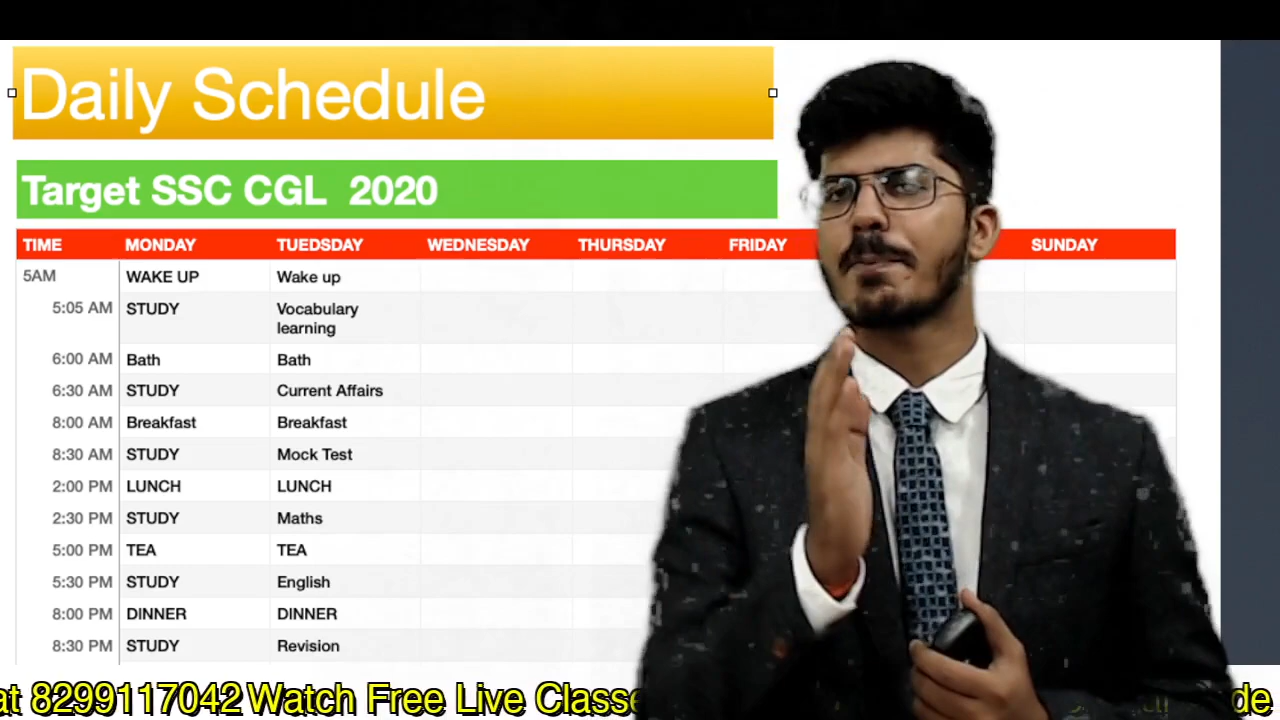 Daily Schedule
Target SSC CGL 2020
TIME MONDAY TUEDSDAY WEDNESDAY THURSDAY FRIDAY SUNDAY
5AM WAKE UP Wake up
5:05 AM STUDY Vocabulary
learning
6:00 AM Bath Bath
6:30 AM STUDY Current Affairs
8:00 AM Breakfast Breakfast
8:30 AM STUDY Mock Test
2:00 PM LUNCH LUNCH
2:30 PM STUDY Maths
5:00 PM TEA TEA
5:30 PM STUDY English
8:00 PM DINNER DINNER
8:30 PM STUDY Revision
at 8299117042 Watch Free Live Classe de